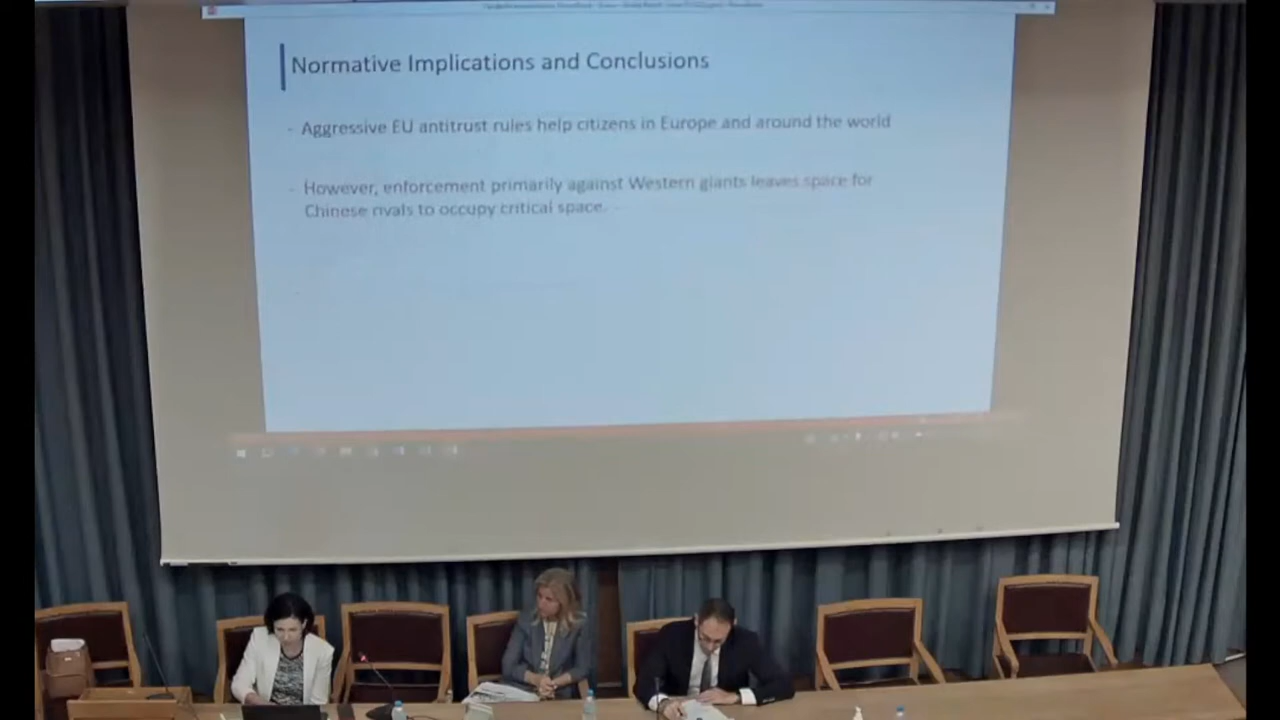 Normative Implications and Conclusions
- Aggressive EU antitrust rules help citizens in Europe and around the world
- However, enforcement primarily against Western giants leaves space for
Chinese rivals to occupy critical space.